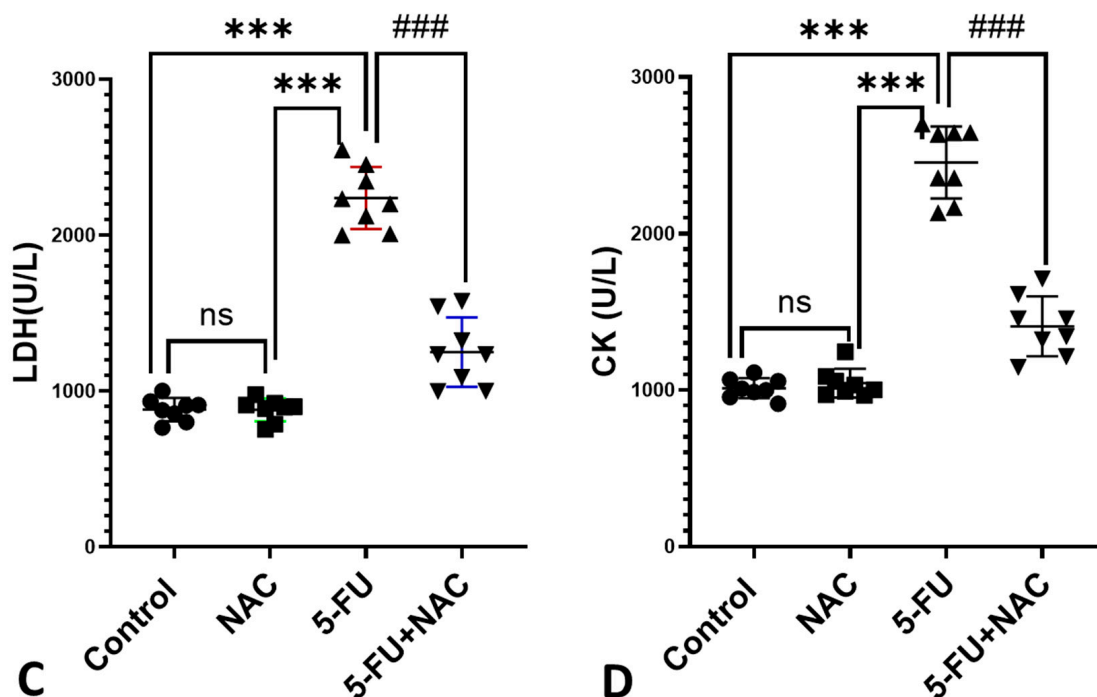 *** ###
***
3000
2000
1000
0
LDH(U/L)
ns
Control
NAC
5-FU
5-FU+NAC
C
*** ###
***
3000
2000
1000
0
CK (U/L)
ns
Control
NAC
5-FU
5-FU+NAC
D